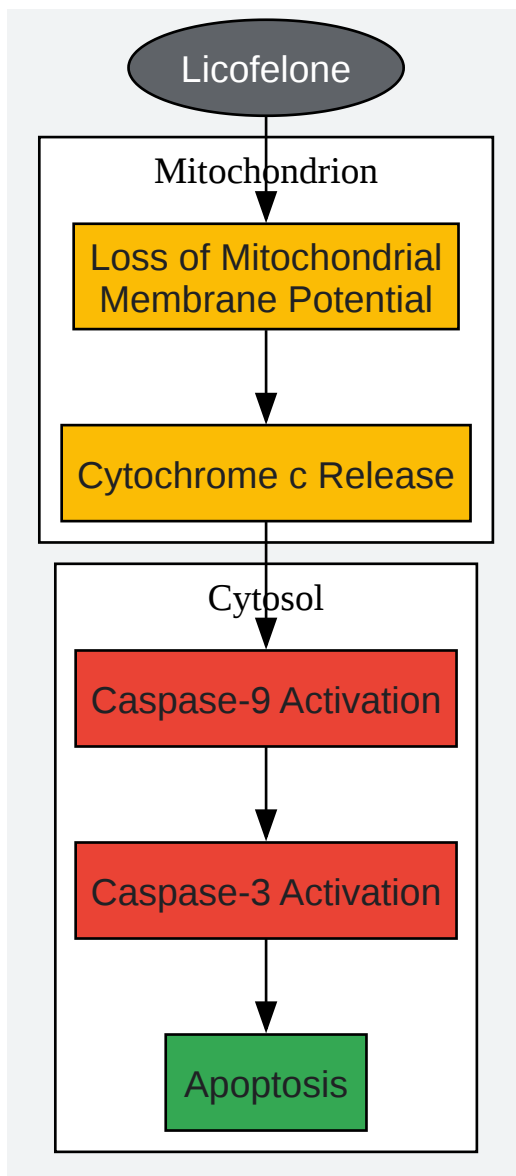 Licofelone
Mitochondrion
Loss of Mitochondrial
Membrane Potential
Cytochrome c Release
Cytosol
Caspase-9 Activation
Caspase-3 Activation
Apoptosis